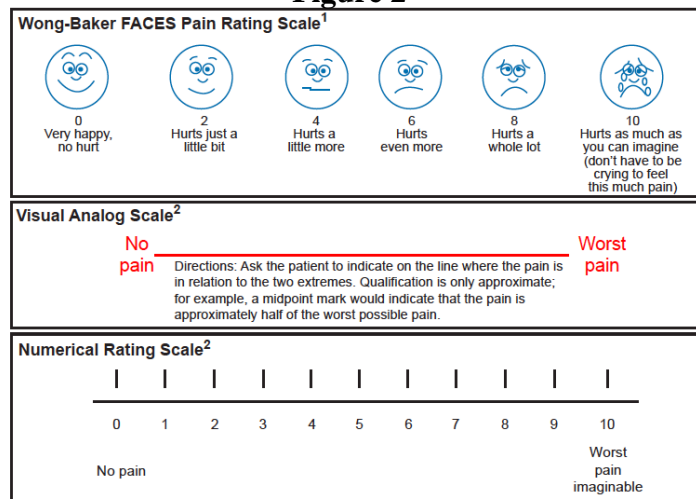 Figure 2
Wong-Baker FACES Pain Rating Scale1
0 2 4 6 8 10
Very happy, no hurt
Hurts just a little bit
Hurts a little more
Hurts even more
Hurts a whole lot
Hurts as much as you can imagine (don't have to be crying to feel this much pain)
Visual Analog Scale2
No pain
Worst pain
Directions: Ask the patient to indicate on the line where the pain is
in relation to the two extremes. Qualification is only approximate;
for example, a midpoint mark would indicate that the pain is
approximately half of the worst possible pain.
Numerical Rating Scale2
0 1 2 3 4 5 6 7 8 9 10
No pain
Worst pain imaginable